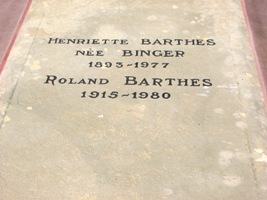 Henriette BARTHES
NÉE BINGER
1893~1977
Roland BARTHES
1915~1980